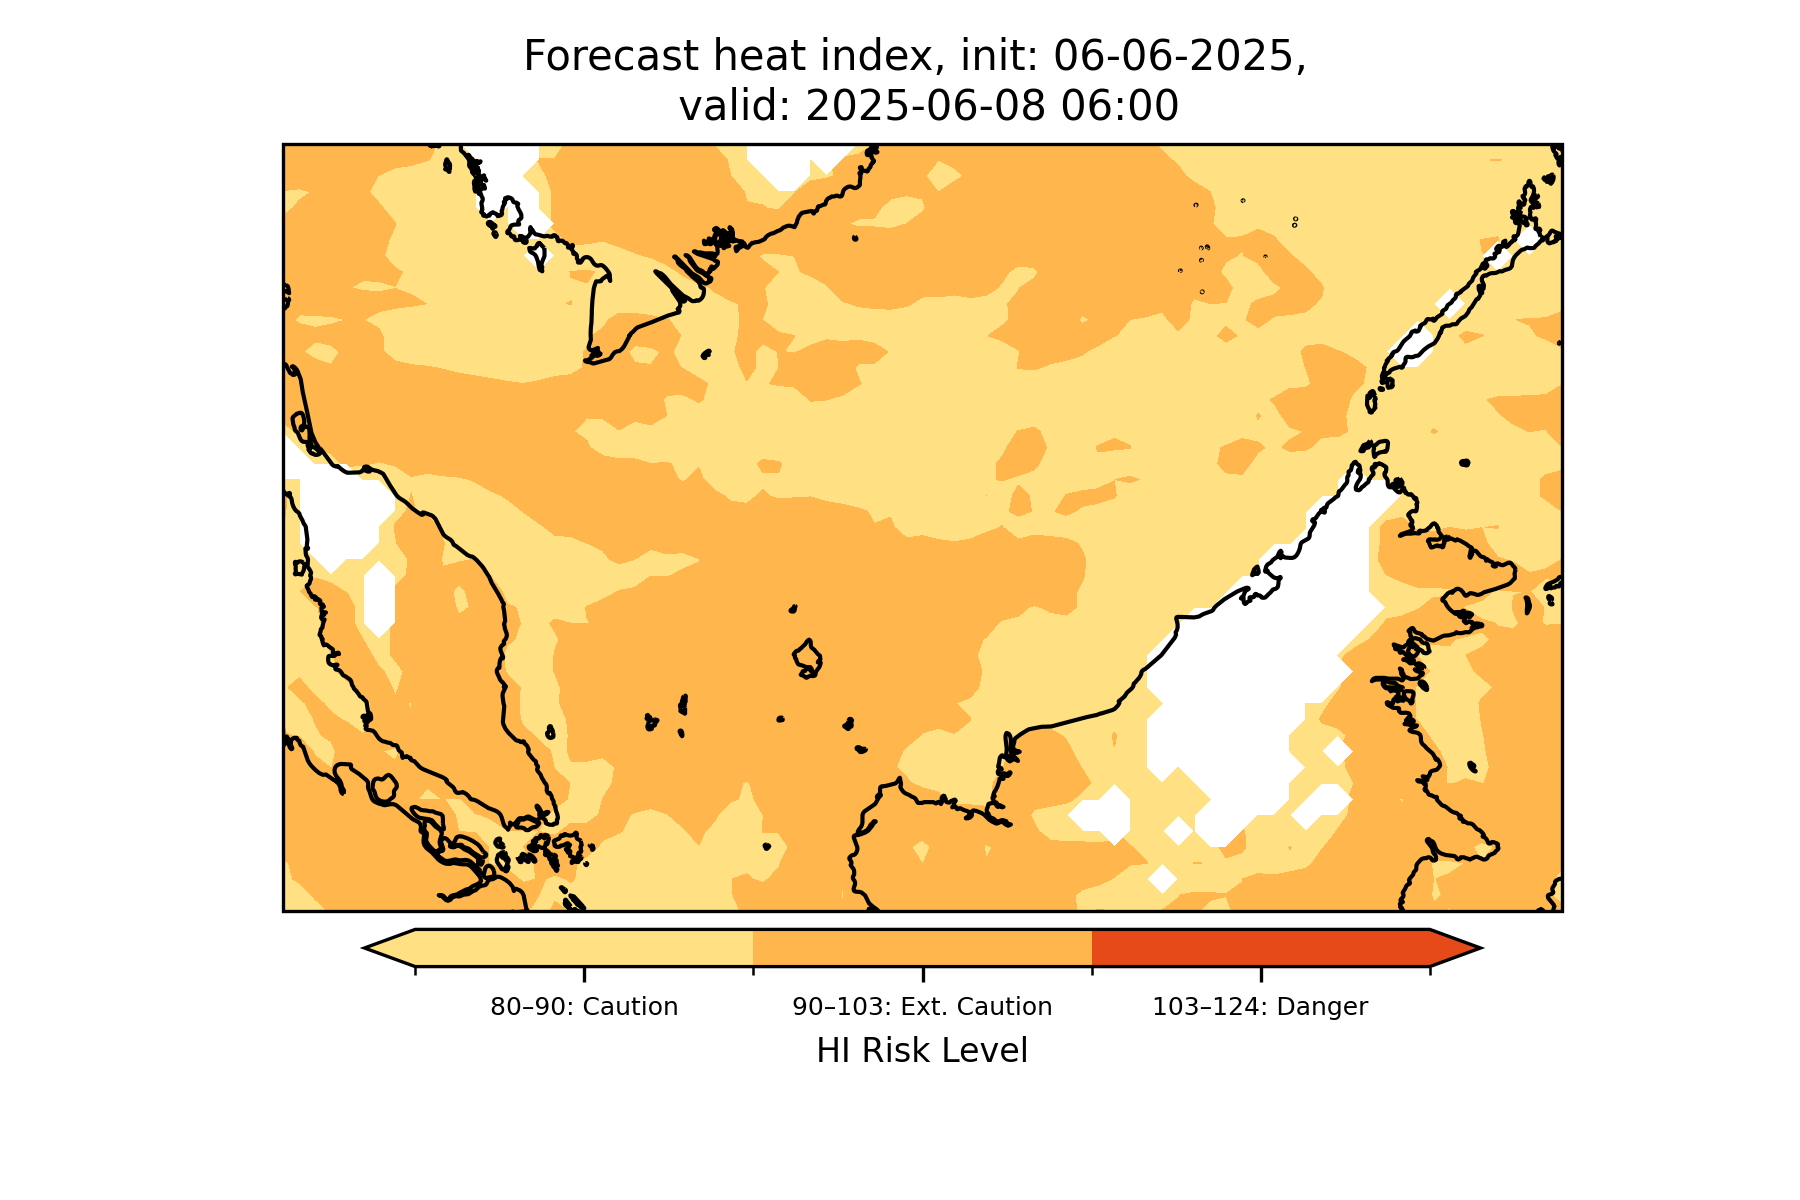 Forecast heat index, init: 06-06-2025,
valid: 2025-06-08 06:00
80–90: Caution
90–103: Ext. Caution
103–124: Danger
HI Risk Level